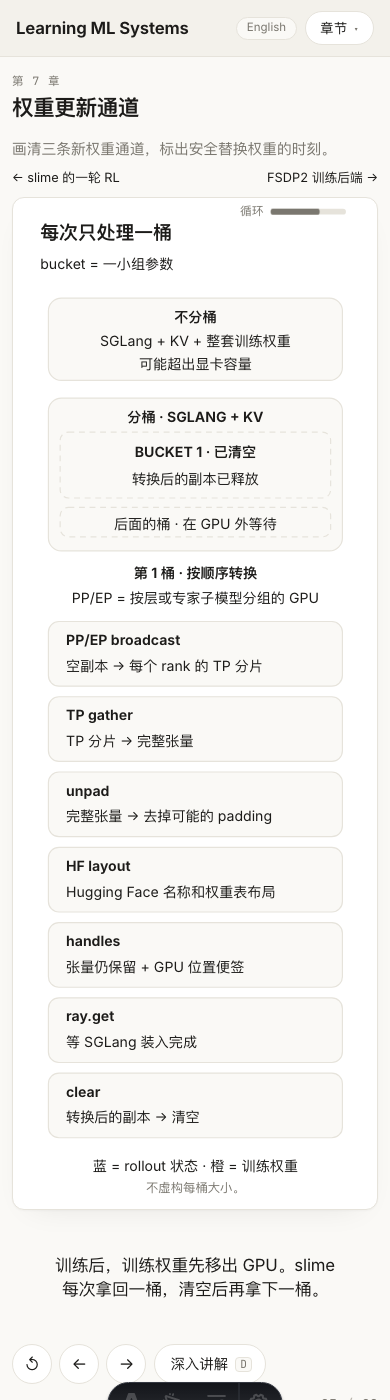 Learning ML Systems
English
章节
第 7 章
权重更新通道
画清三条新权重通道，标出安全替换权重的时刻。
← slime 的一轮 RL
FSDP2 训练后端 →
循环
每次只处理一桶
bucket = 一小组参数
不分桶
SGLang + KV + 整套训练权重
可能超出显卡容量
分桶 · SGLANG + KV
BUCKET 1 · 已清空
转换后的副本已释放
后面的桶 · 在 GPU 外等待
第 1 桶 · 按顺序转换
PP/EP = 按层或专家子模型分组的 GPU
PP/EP broadcast
空副本 → 每个 rank 的 TP 分片
TP gather
TP 分片 → 完整张量
unpad
完整张量 → 去掉可能的 padding
HF layout
Hugging Face 名称和权重表布局
handles
张量仍保留 + GPU 位置便签
ray.get
等 SGLang 装入完成
clear
转换后的副本 → 清空
蓝 = rollout 状态 · 橙 = 训练权重
不虚构每桶大小。
训练后，训练权重先移出 GPU。slime
每次拿回一桶，清空后再拿下一桶。
深入讲解 D